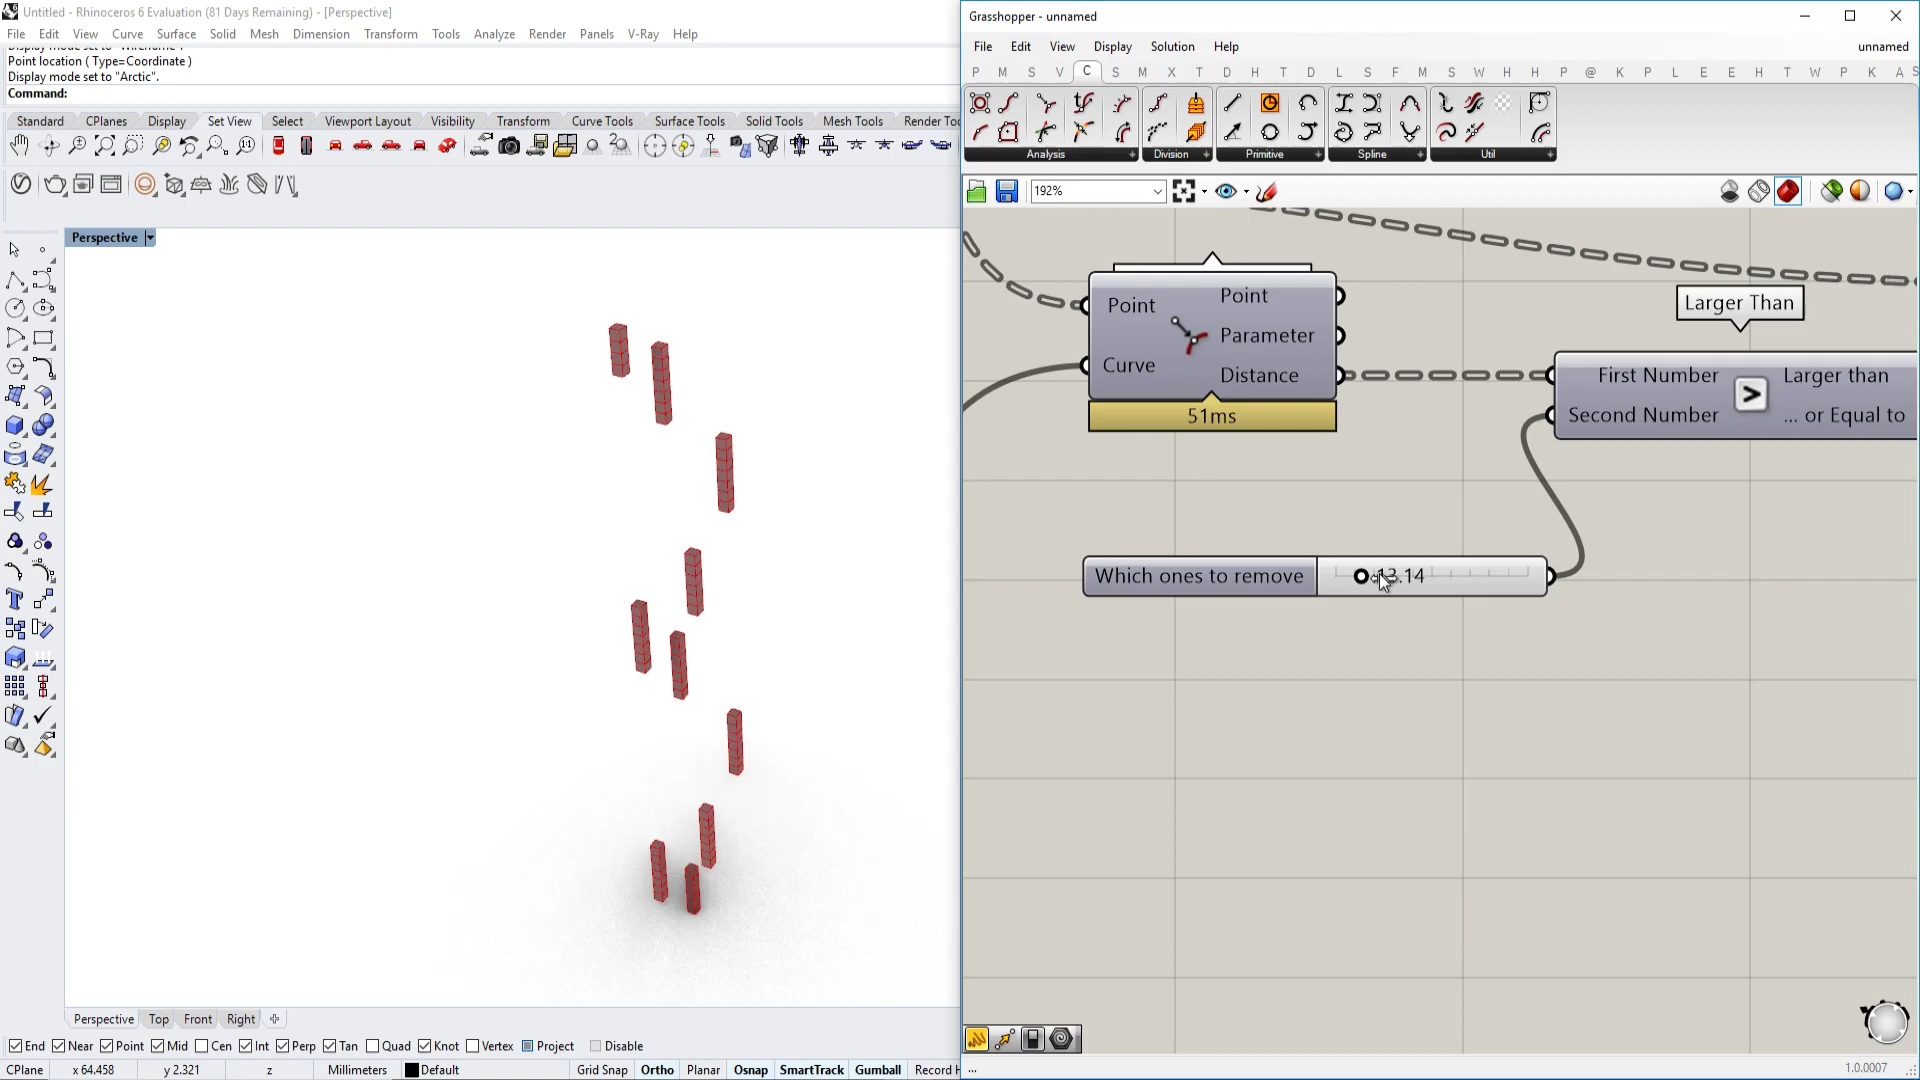 Untitled - Rhinoceros 6 Evaluation (81 Days Remaining) - [Perspective]
File Edit View Curve Surface Solid Mesh Dimension Transform Tools Analyze Render Panels V-Ray Help
Point location ( Type=Coordinate )
Display mode set to "Arctic".
Command:
Standard CPlanes Display Set View Select Viewport Layout Visibility Transform Curve Tools Surface Tools Solid Tools Mesh Tools Render Too
Perspective
Perspective Top Front Right
End Near Point Mid Cen Int Perp Tan Quad Knot Vertex Project Disable
CPlane x 64.458 y 2.321 z Millimeters Default Grid Snap Ortho Planar Osnap SmartTrack Gumball Record H
Grasshopper - unnamed
File Edit View Display Solution Help unnamed
P M S V C S M X T D H T D L S F M S W H H P @ K P L E E H T W P K A S
Analysis Division Primitive Spline Util
192%
Point Point
Parameter
Curve Distance
51ms
Larger Than
First Number > Larger than
Second Number ... or Equal to
Which ones to remove 13.14
... 1.0.0007